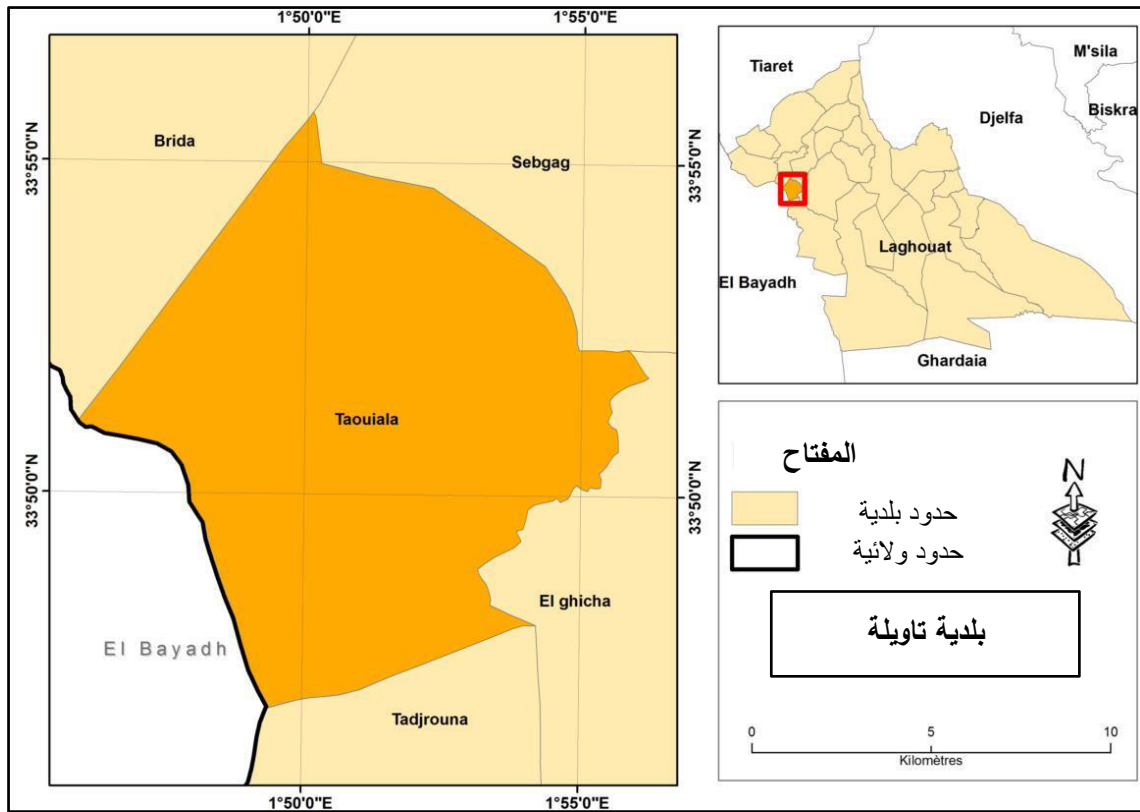 1°50'0"E
1°55'0"E
33°55'0"N
33°50'0"N
Brida
Sebgag
Taouiala
El ghicha
El Bayadh
Tadjrouna
33°55'0"N
33°50'0"N
1°50'0"E
1°55'0"E
Tiaret
M'sila
Djelfa
Biskra
Laghouat
El Bayadh
Ghardaia
المفتاح
حدود بلدية
حدود ولائية
N
بلدية تاويلة
0 5 10
Kilomètres